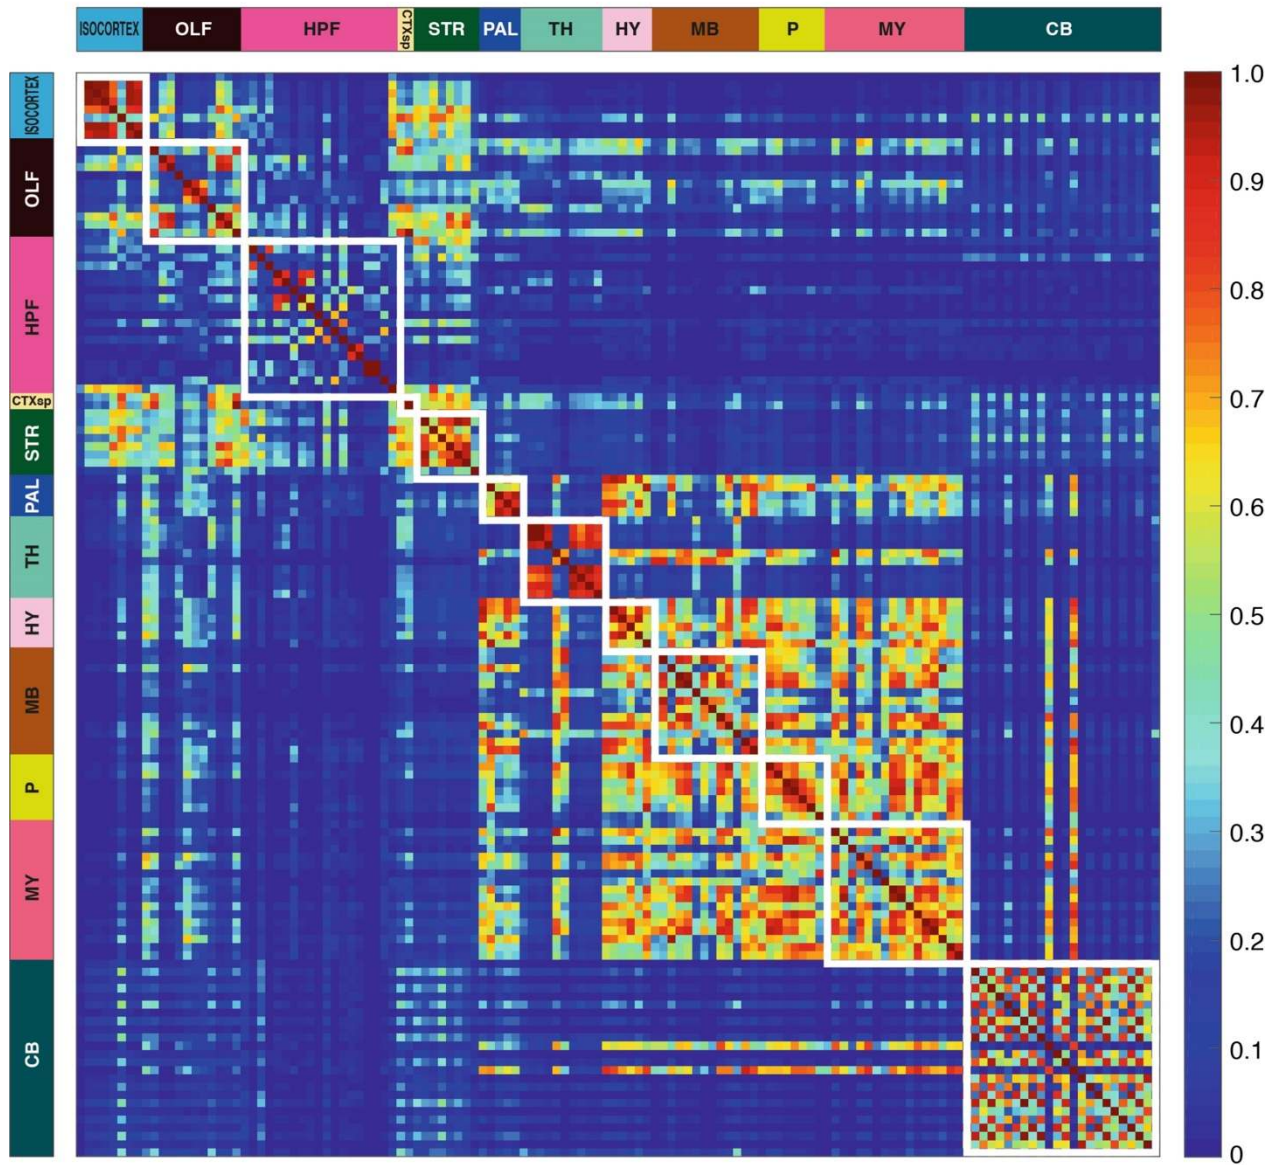 ISOCORTEX OLF HPF CTXsp STR PAL TH HY MB P MY CB
ISOCORTEX
OLF
HPF
CTXsp
STR
PAL
TH
HY
MB
P
MY
CB
1.0
0.9
0.8
0.7
0.6
0.5
0.4
0.3
0.2
0.1
0